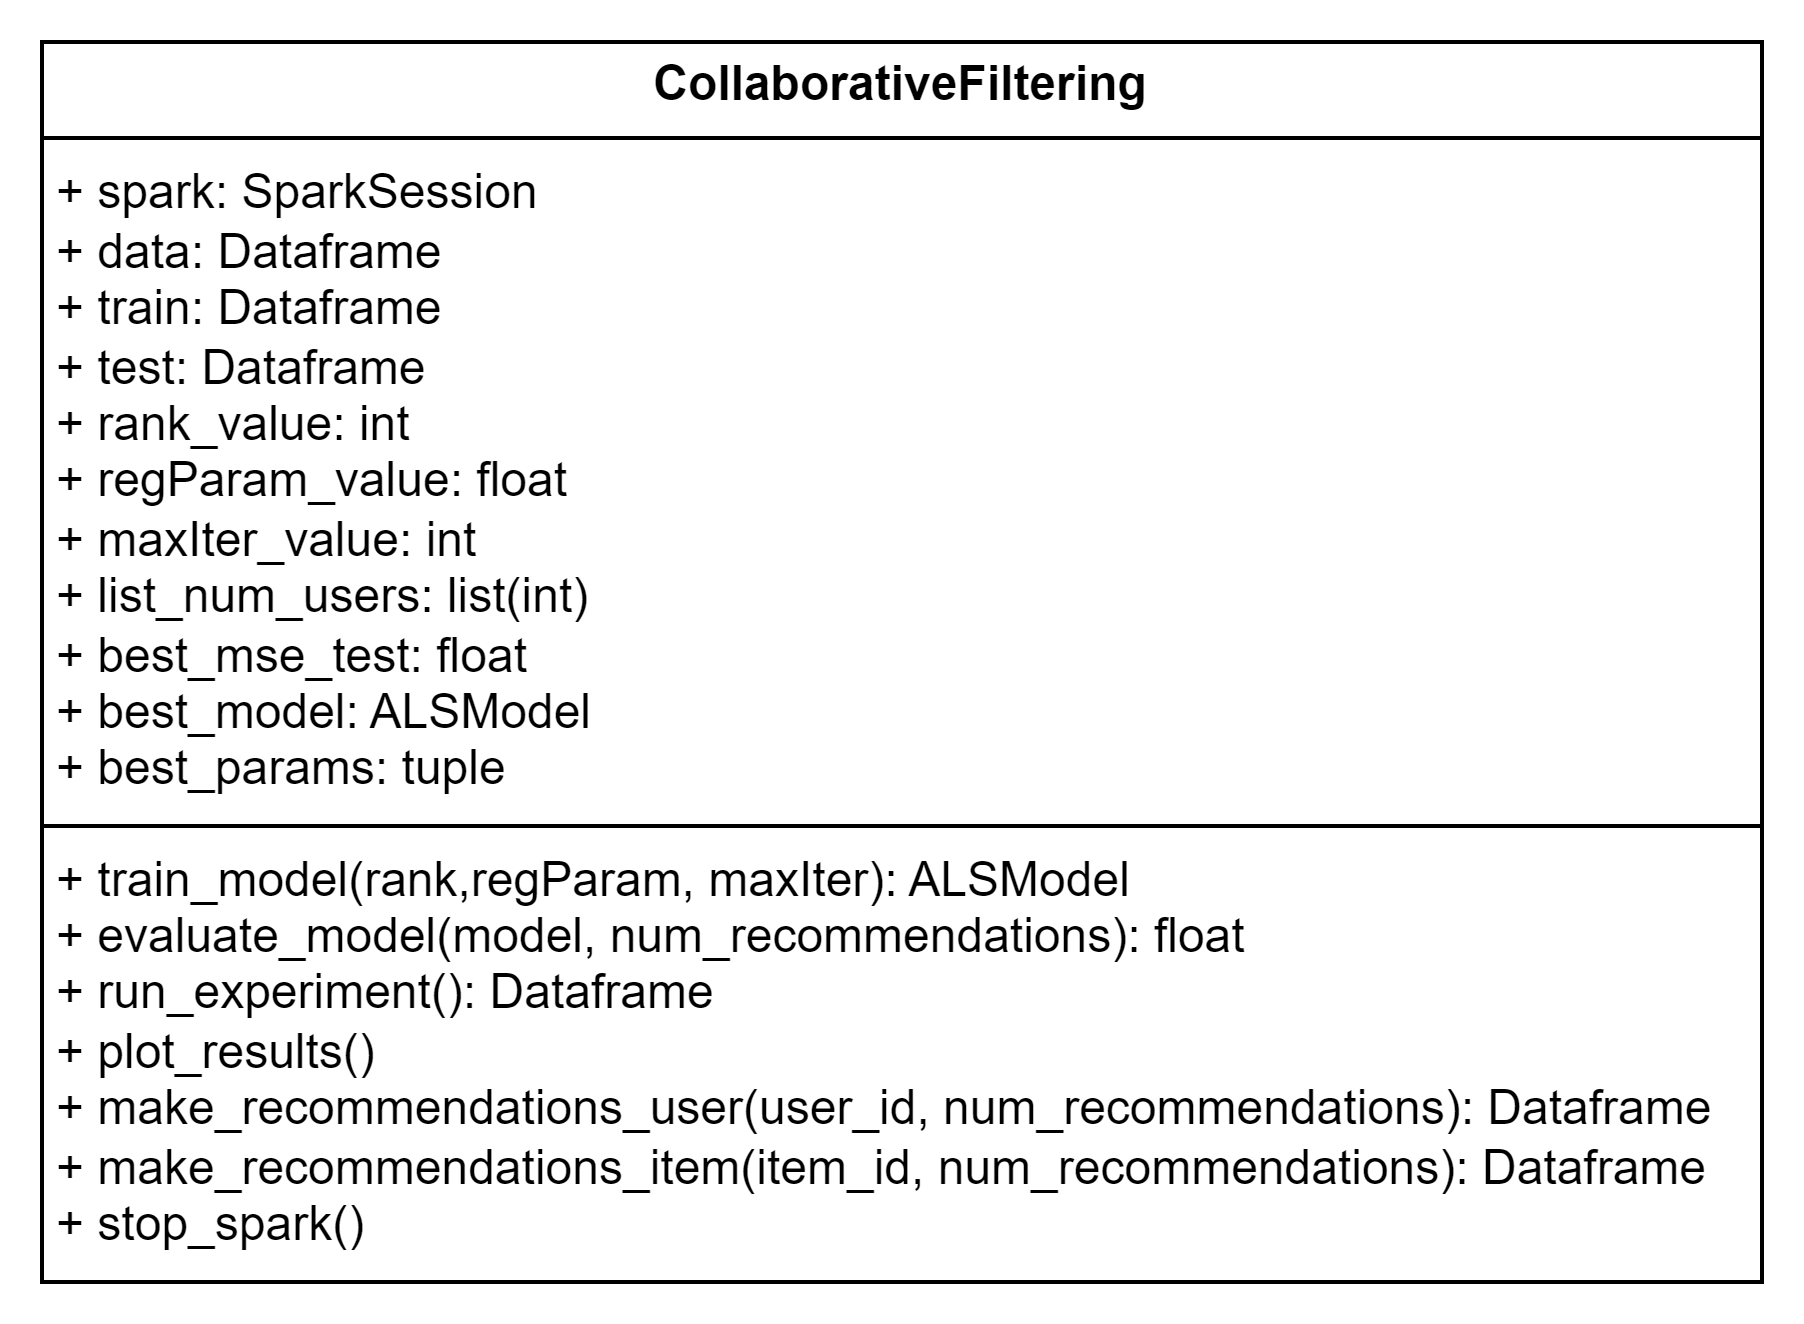 CollaborativeFiltering
+ spark: SparkSession
+ data: Dataframe
+ train: Dataframe
+ test: Dataframe
+ rank_value: int
+ regParam_value: float
+ maxIter_value: int
+ list_num_users: list(int)
+ best_mse_test: float
+ best_model: ALSModel
+ best_params: tuple
+ train_model(rank,regParam, maxIter): ALSModel
+ evaluate_model(model, num_recommendations): float
+ run_experiment(): Dataframe
+ plot_results()
+ make_recommendations_user(user_id, num_recommendations): Dataframe
+ make_recommendations_item(item_id, num_recommendations): Dataframe
+ stop_spark()